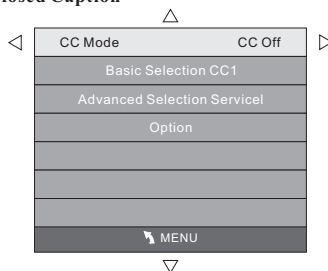 CC Mode CC Off
Basic Selection CC1
Advanced Selection Servicel
Option
MENU